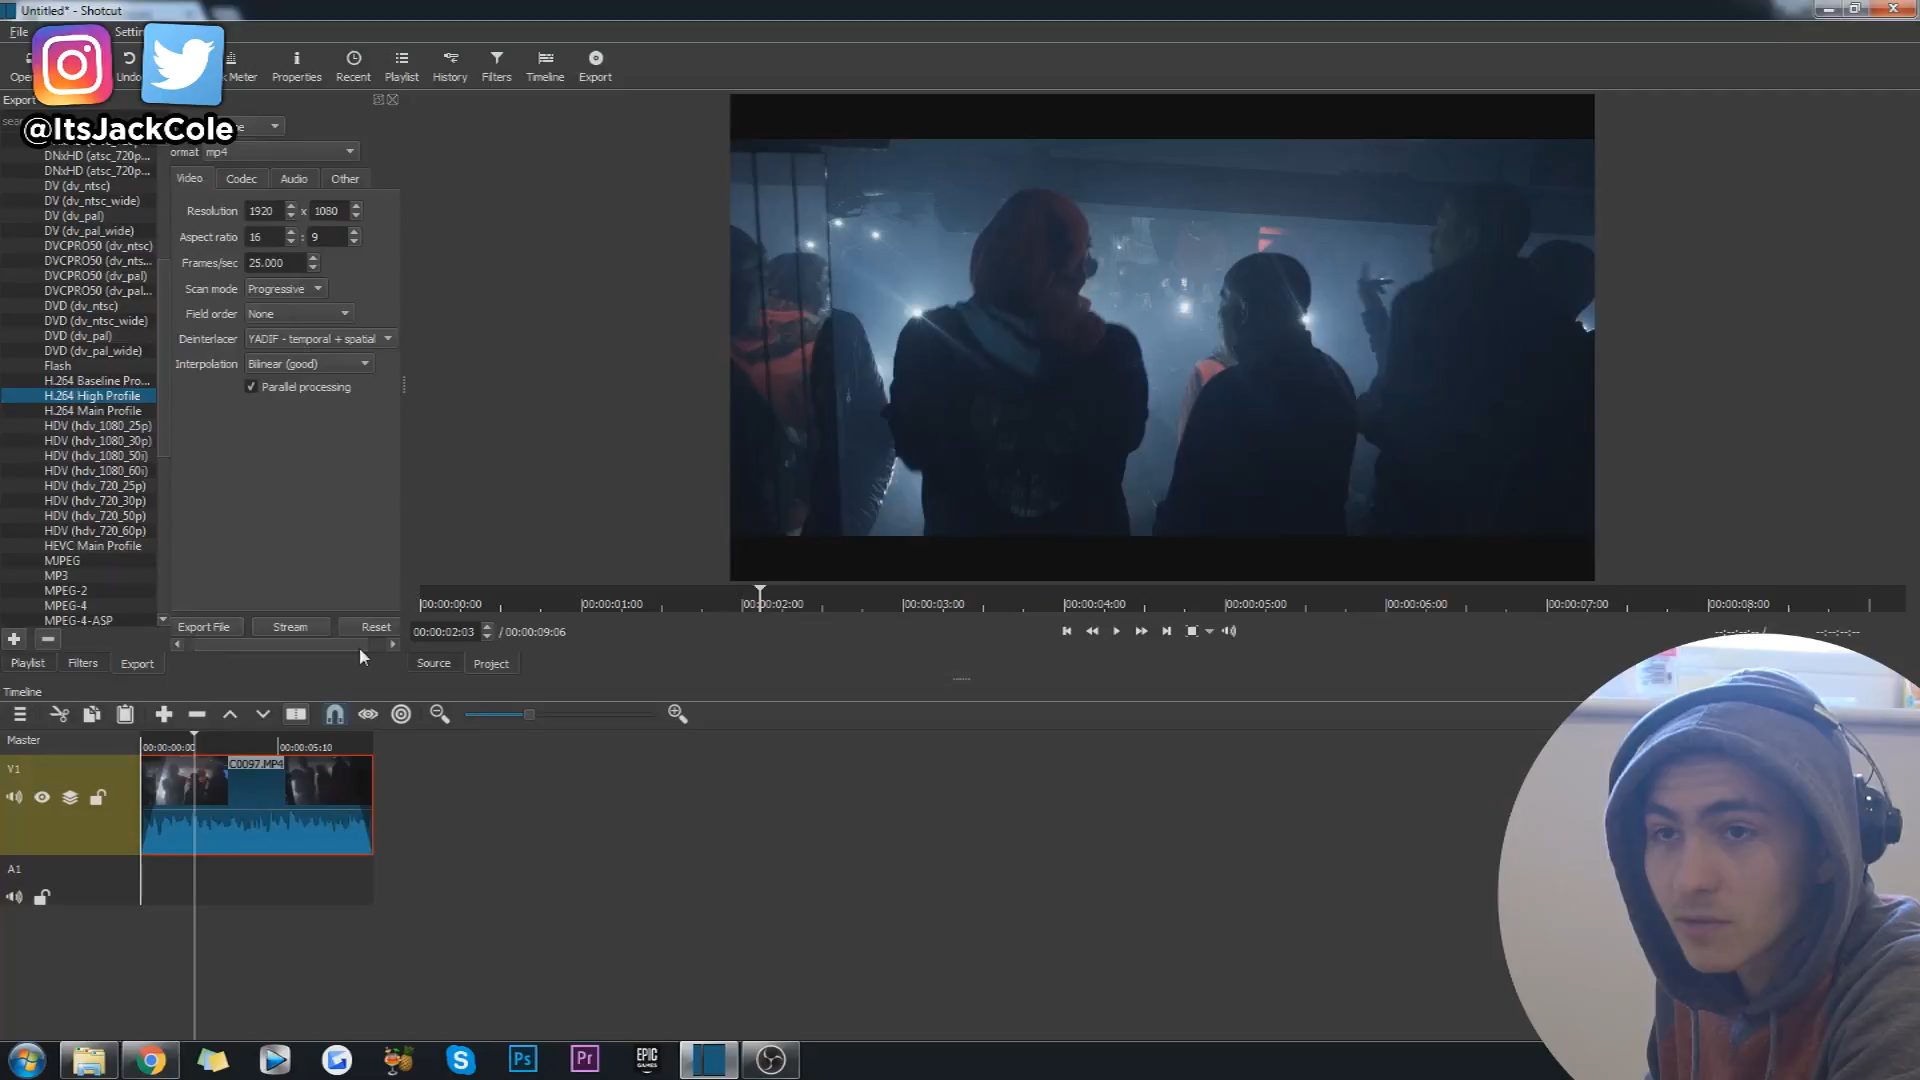 Untitled* - Shotcut
File
Undo
Meter
Properties
Recent
Playlist
History
Filters
Timeline
Export
Export
@ItsJackCole
mp4
DNxHD (atsc_720p...
DNxHD (atsc_720p...
DV (dv_ntsc)
DV (dv_ntsc_wide)
DV (dv_pal)
DV (dv_pal_wide)
DVCPRO50 (dv_ntsc)
DVCPRO50 (dv_nts...
DVCPRO50 (dv_pal)
DVCPRO50 (dv_pal...
DVD (dv_ntsc)
DVD (dv_ntsc_wide)
DVD (dv_pal)
DVD (dv_pal_wide)
Flash
H.264 Baseline Pro...
H.264 High Profile
H.264 Main Profile
HDV (hdv_1080_25p)
HDV (hdv_1080_30p)
HDV (hdv_1080_50i)
HDV (hdv_1080_60i)
HDV (hdv_720_25p)
HDV (hdv_720_30p)
HDV (hdv_720_50p)
HDV (hdv_720_60p)
HEVC Main Profile
MJPEG
MP3
MPEG-2
MPEG-4
MPEG-4-ASP
Video
Codec
Audio
Other
Resolution 1920 x 1080
Aspect ratio 16 : 9
Frames/sec 25.000
Scan mode Progressive
Field order None
Deinterlacer YADIF - temporal + spatial
Interpolation Bilinear (good)
Parallel processing
Export File
Stream
Reset
Playlist
Filters
Export
00:00:00:00
00:00:01:00
00:00:02:00
00:00:03:00
00:00:04:00
00:00:05:00
00:00:06:00
00:00:07:00
00:00:08:00
00:00:02:03 / 00:00:09:06
--:--:--:-- /
--:--:--:--
Source
Project
Timeline
Master
00:00:00:00
00:00:05:10
V1
C0097.MP4
A1
Ps
Pr
EPIC
GAMES